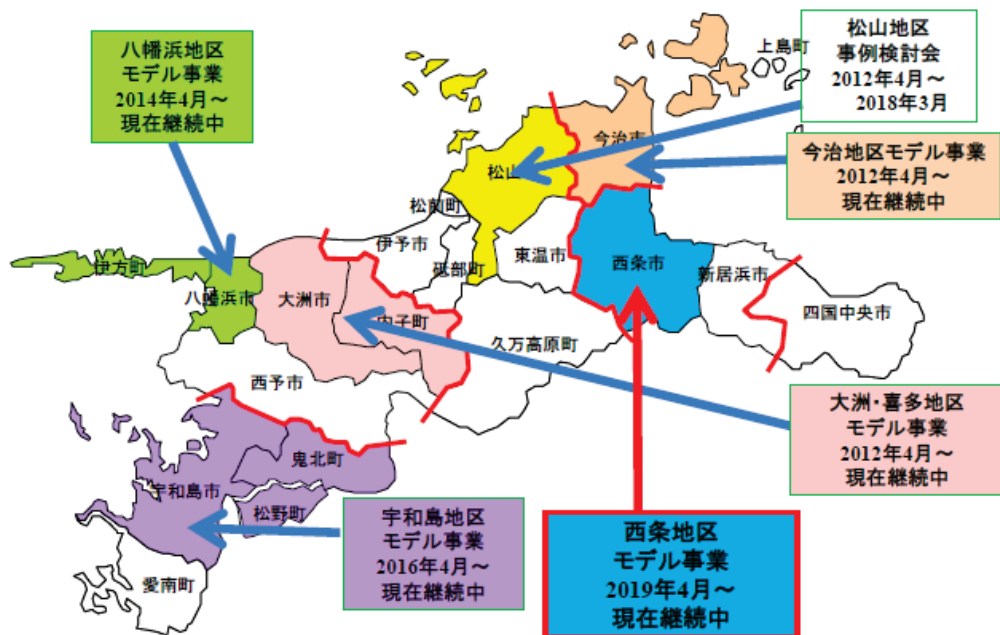 八幡浜地区
モデル事業
2014年4月～
現在継続中
松山地区
事例検討会
2012年4月～
2018年3月
上島町
今治市
今治地区モデル事業
2012年4月～
現在継続中
松山
松前町
伊予市
砥部町
東温市
西条市
新居浜市
四国中央市
伊方町
八幡浜市
大洲市
内子町
久万高原町
西予市
大洲・喜多地区
モデル事業
2012年4月～
現在継続中
鬼北町
宇和島市
松野町
愛南町
宇和島地区
モデル事業
2016年4月～
現在継続中
西条地区
モデル事業
2019年4月～
現在継続中